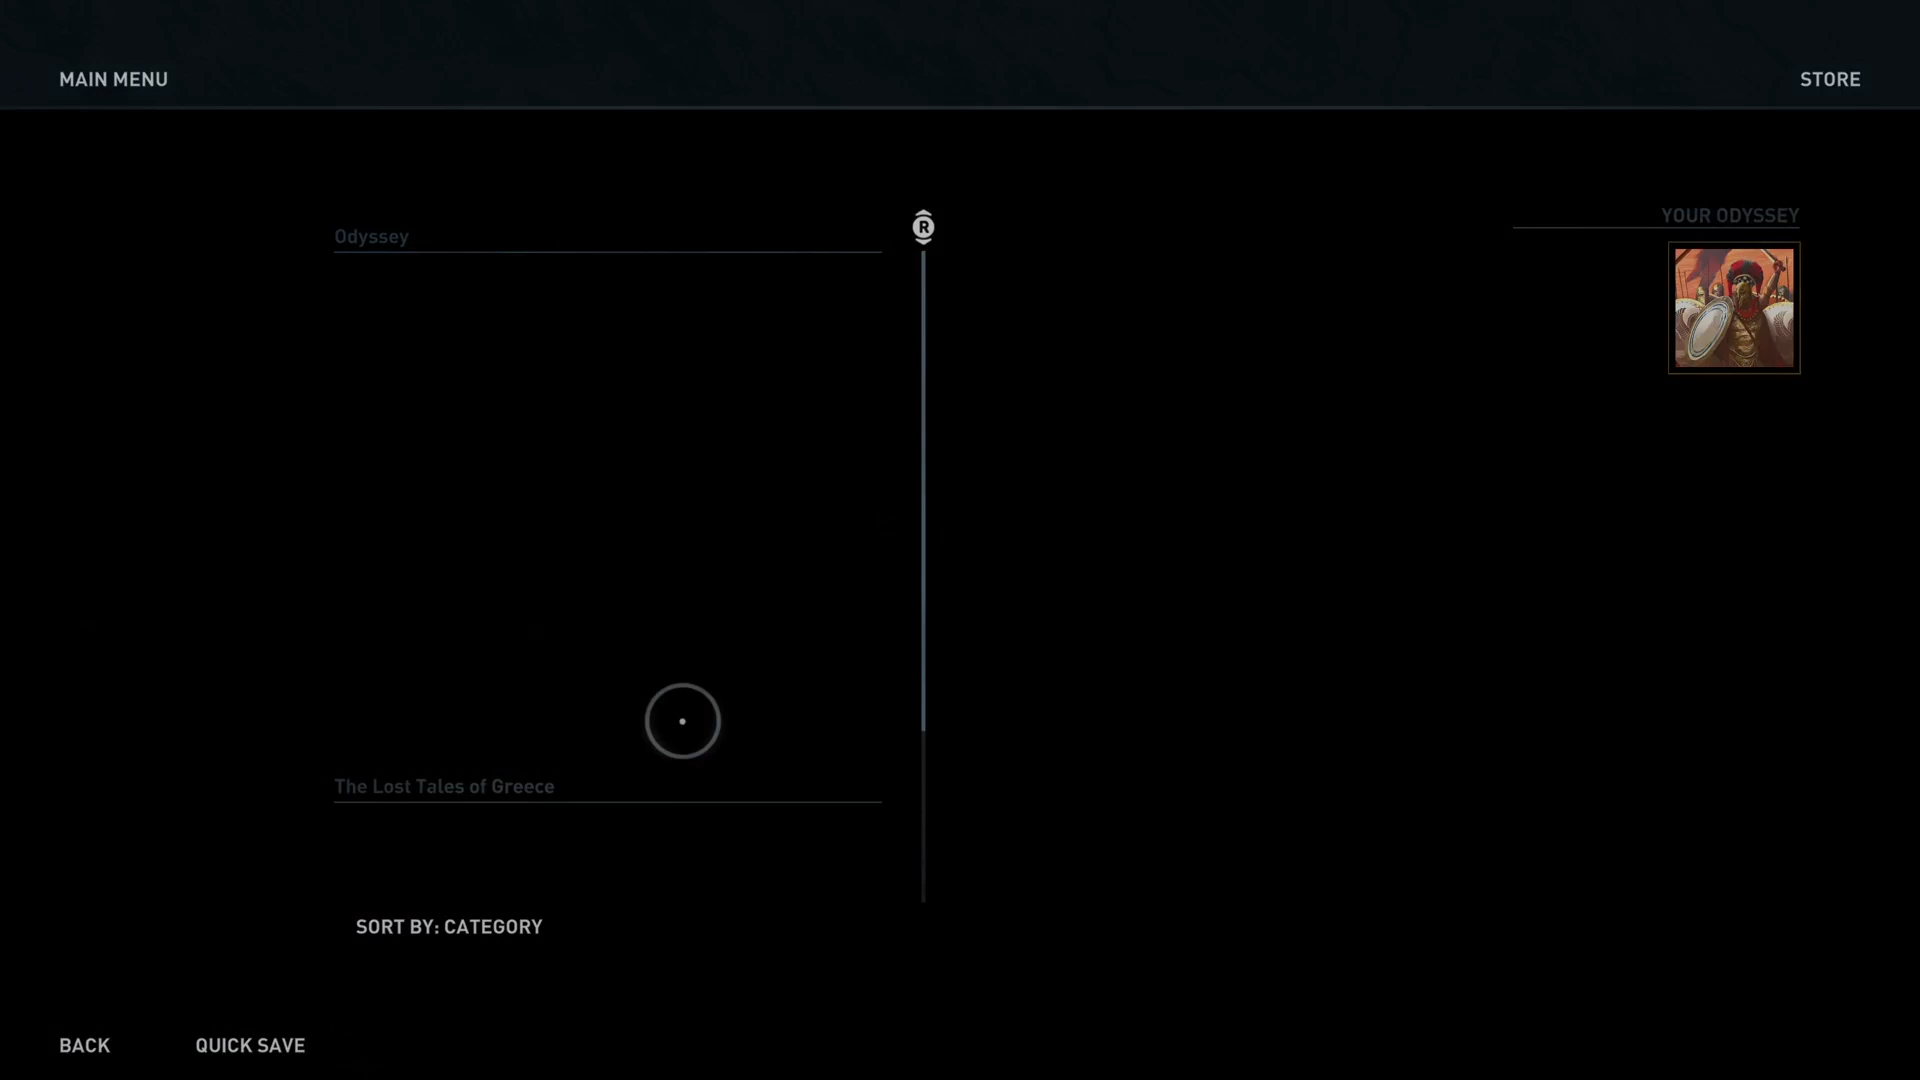 MAIN MENU
STORE
Odyssey
R
YOUR ODYSSEY
The Lost Tales of Greece
SORT BY: CATEGORY
BACK
QUICK SAVE